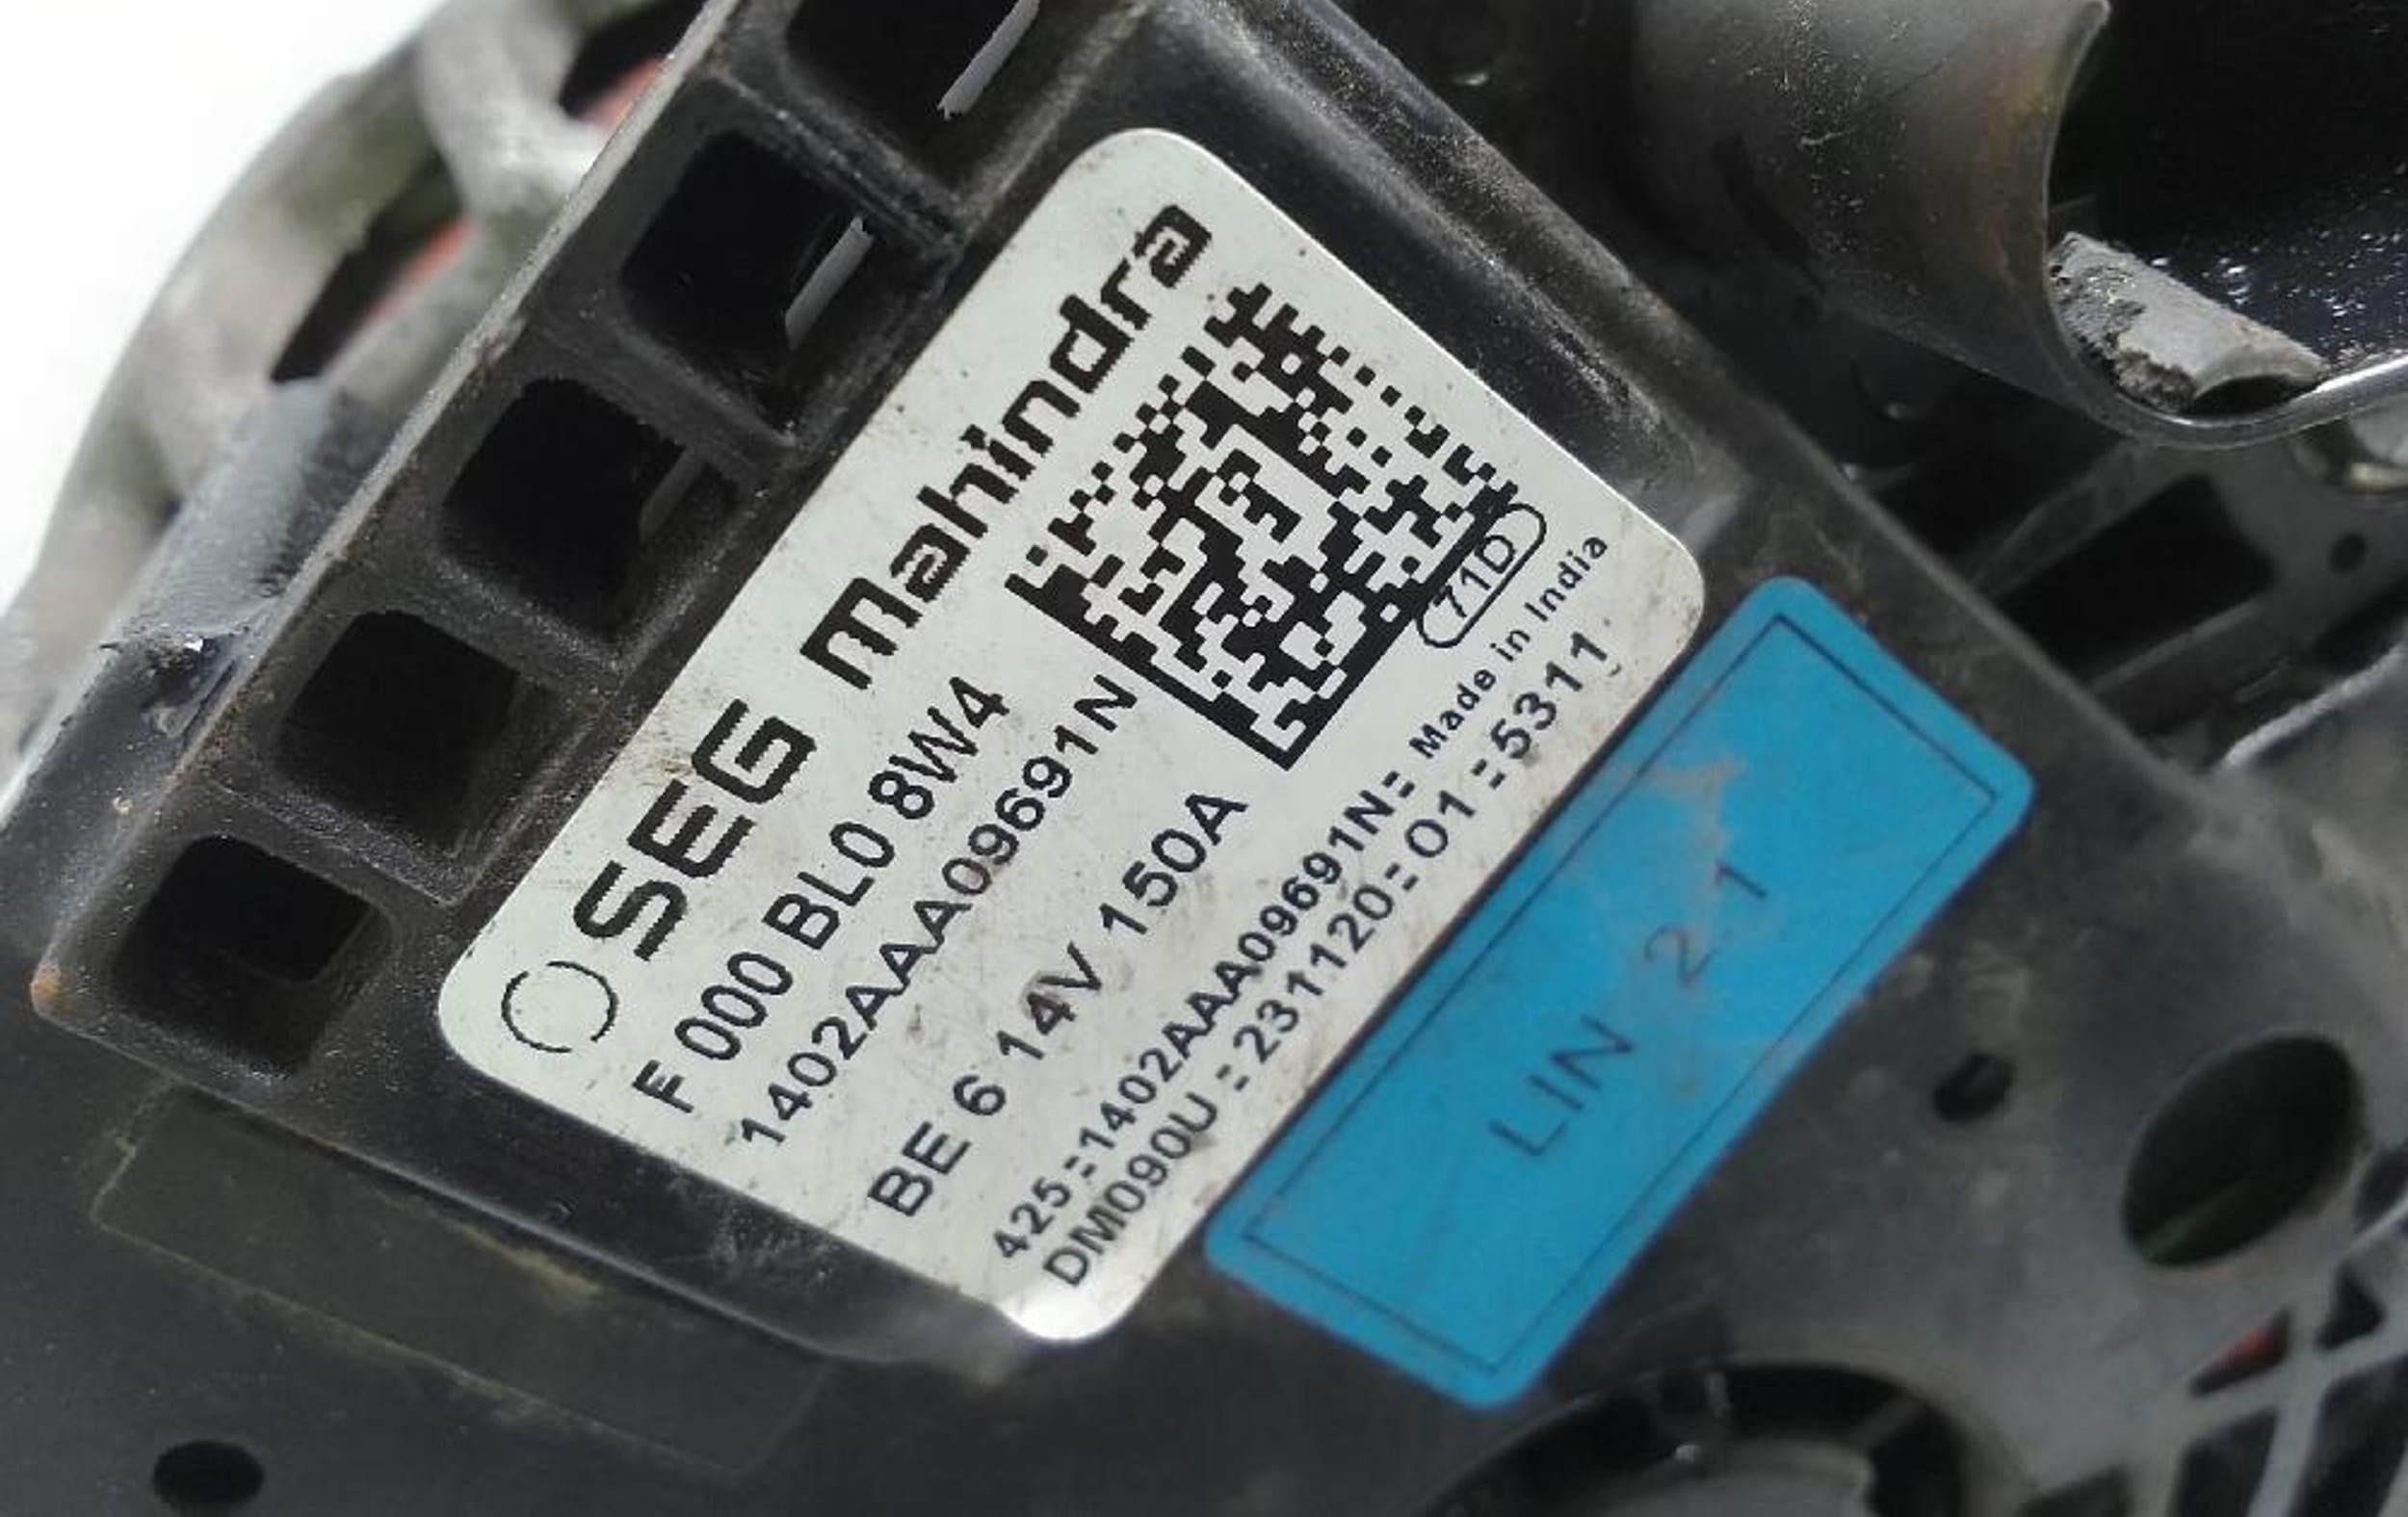 SEG mahindra
F 000 BL0 8W4
1402AAA09691N
BE 6 14V 150A
71D
425=1402AAA09691N= Made in India
DM090U=231120=O1=5311
LIN 2.1